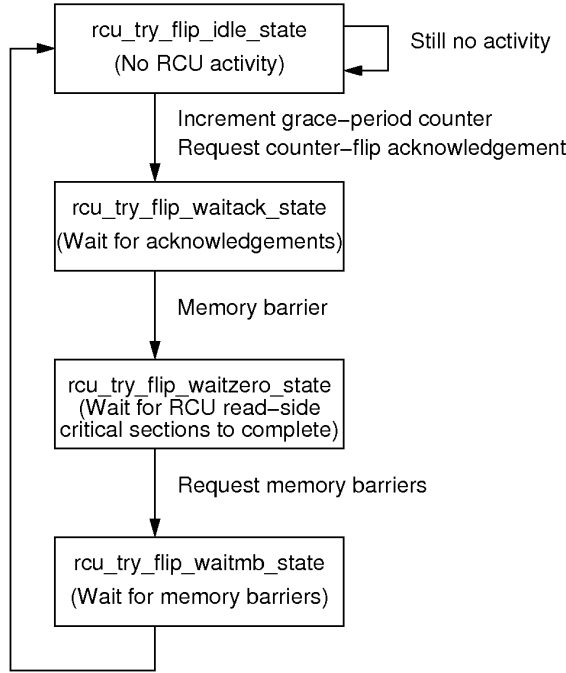 rcu_try_flip_idle_state
(No RCU activity)
Still no activity
Increment grace−period counter
Request counter−flip acknowledgement
rcu_try_flip_waitack_state
(Wait for acknowledgements)
Memory barrier
rcu_try_flip_waitzero_state
(Wait for RCU read−side
critical sections to complete)
Request memory barriers
rcu_try_flip_waitmb_state
(Wait for memory barriers)